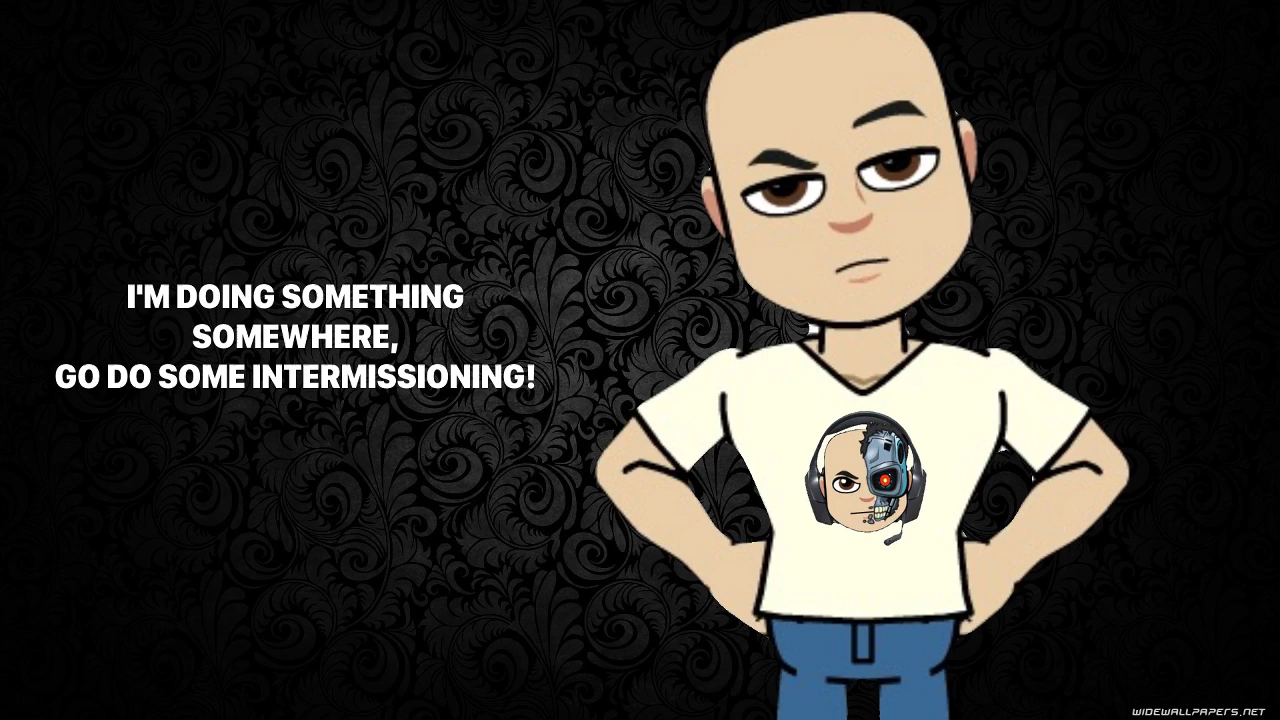 I'M DOING SOMETHING
SOMEWHERE,
GO DO SOME INTERMISSIONING!
WIDEWALLPAPERS.NET